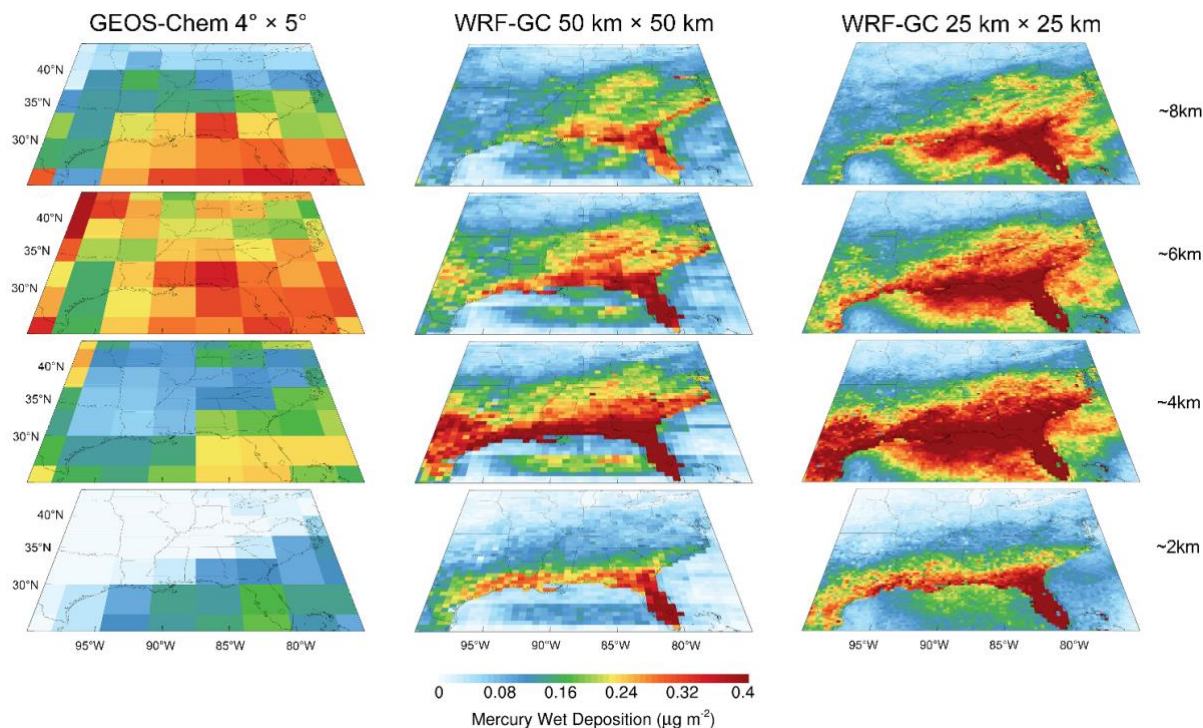 GEOS-Chem 4° × 5°
WRF-GC 50 km × 50 km
WRF-GC 25 km × 25 km
40°N
35°N
30°N
~8km
40°N
35°N
30°N
~6km
40°N
35°N
30°N
~4km
40°N
35°N
30°N
~2km
95°W 90°W 85°W 80°W
95°W 90°W 85°W 80°W
95°W 90°W 85°W 80°W
0 0.08 0.16 0.24 0.32 0.4
Mercury Wet Deposition (μg m⁻²)